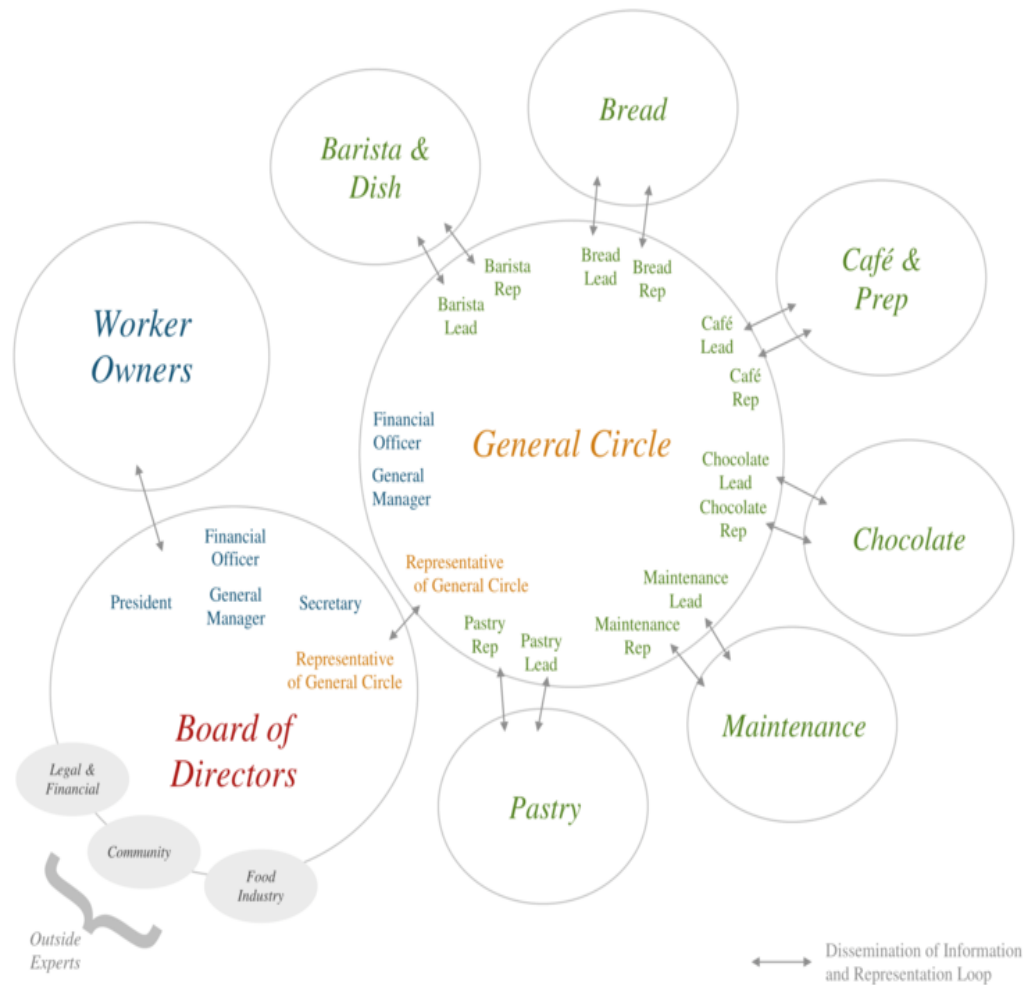 Bread
Barista &
Dish
Café &
Prep
Worker
Owners
Barista
Rep
Barista
Lead
Bread
Lead
Bread
Rep
Café
Lead
Café
Rep
Financial
Officer
General
Manager
General Circle
Chocolate
Lead
Chocolate
Rep
Chocolate
Representative
of General Circle
Maintenance
Lead
Maintenance
Rep
Pastry
Rep
Pastry
Lead
Maintenance
Pastry
Financial
Officer
President
General
Manager
Secretary
Representative
of General Circle
Board of
Directors
Legal &
Financial
Community
Food
Industry
Outside
Experts
Dissemination of Information
and Representation Loop